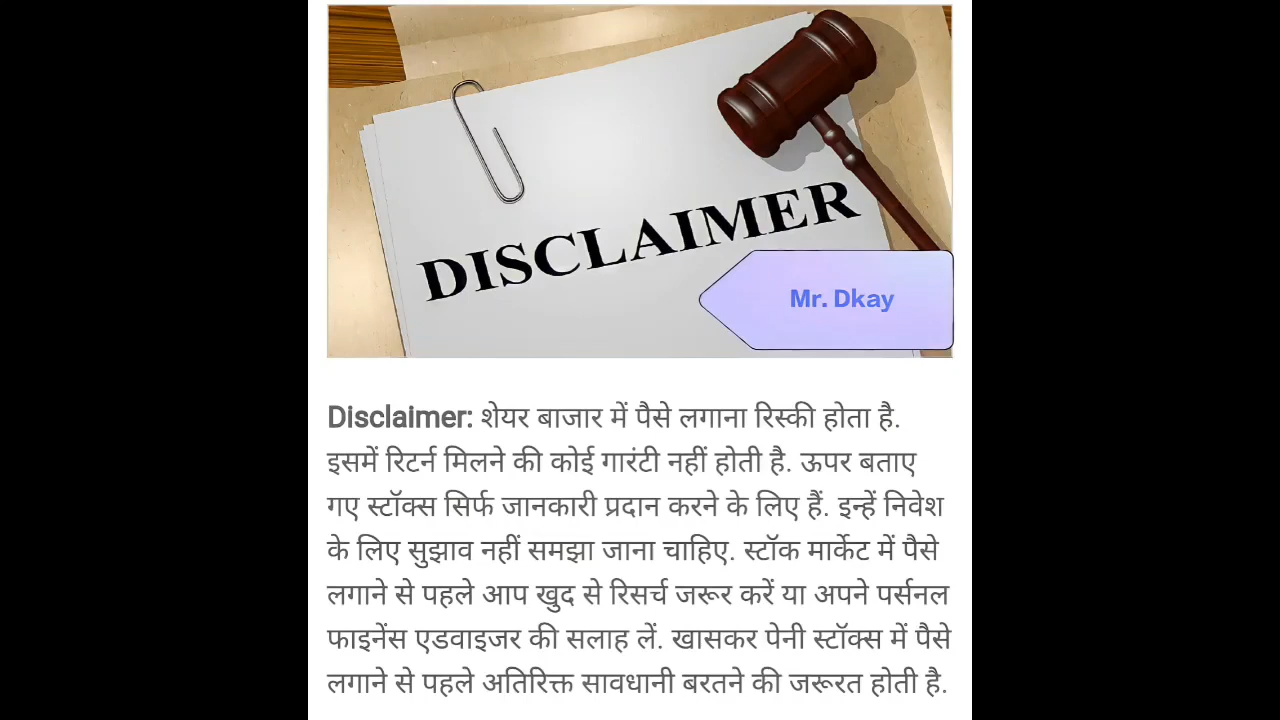 DISCLAIMER
Mr. Dkay
Disclaimer: शेयर बाजार में पैसे लगाना रिस्की होता है.
इसमें रिटर्न मिलने की कोई गारंटी नहीं होती है. ऊपर बताए
गए स्टॉक्स सिर्फ जानकारी प्रदान करने के लिए हैं. इन्हें निवेश
के लिए सुझाव नहीं समझा जाना चाहिए. स्टॉक मार्केट में पैसे
लगाने से पहले आप खुद से रिसर्च जरूर करें या अपने पर्सनल
फाइनेंस एडवाइजर की सलाह लें. खासकर पेनी स्टॉक्स में पैसे
लगाने से पहले अतिरिक्त सावधानी बरतने की जरूरत होती है.